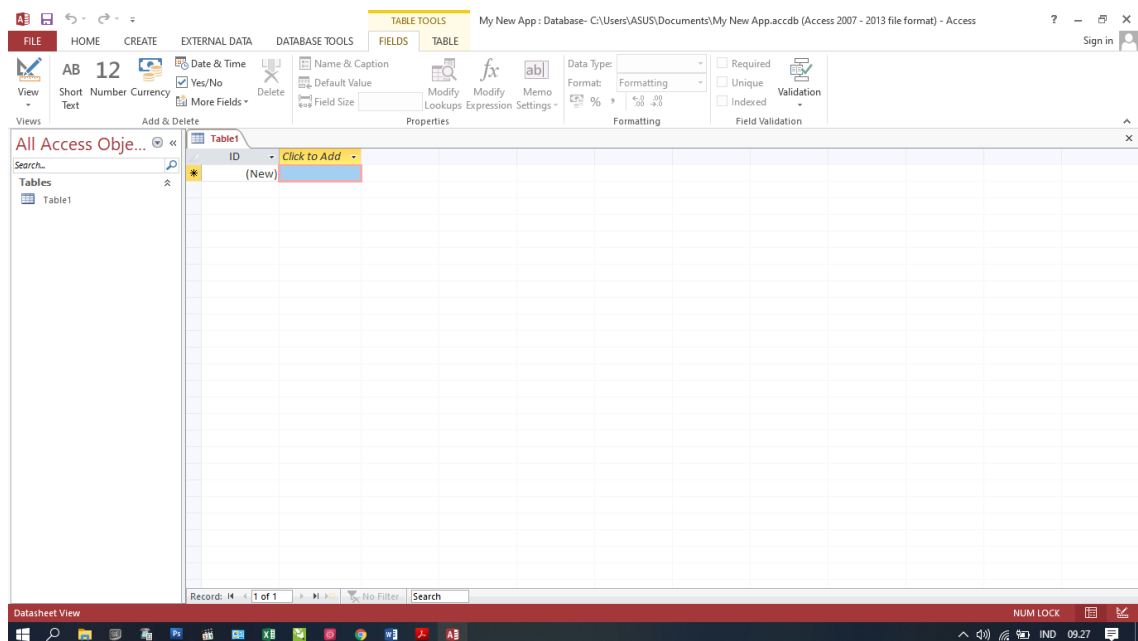 TABLE TOOLS
My New App : Database- C:\Users\ASUS\Documents\My New App.accdb (Access 2007 - 2013 file format) - Access
?
FILE HOME CREATE EXTERNAL DATA DATABASE TOOLS FIELDS TABLE Sign in
View
Views
AB
Short Text
12
Number
Currency
Date & Time
Yes/No
More Fields
Delete
Add & Delete
Name & Caption
Default Value
Field Size
Modify Lookups
fx
Modify Expression
ab
Memo Settings
Properties
Data Type:
Format: Formatting
%
Formatting
Required
Unique
Indexed
Validation
Field Validation
All Access Obje...
Search...
Tables
Table1
Table1
ID Click to Add
(New)
Record: 1 of 1 No Filter Search
Datasheet View NUM LOCK
IND 09.27